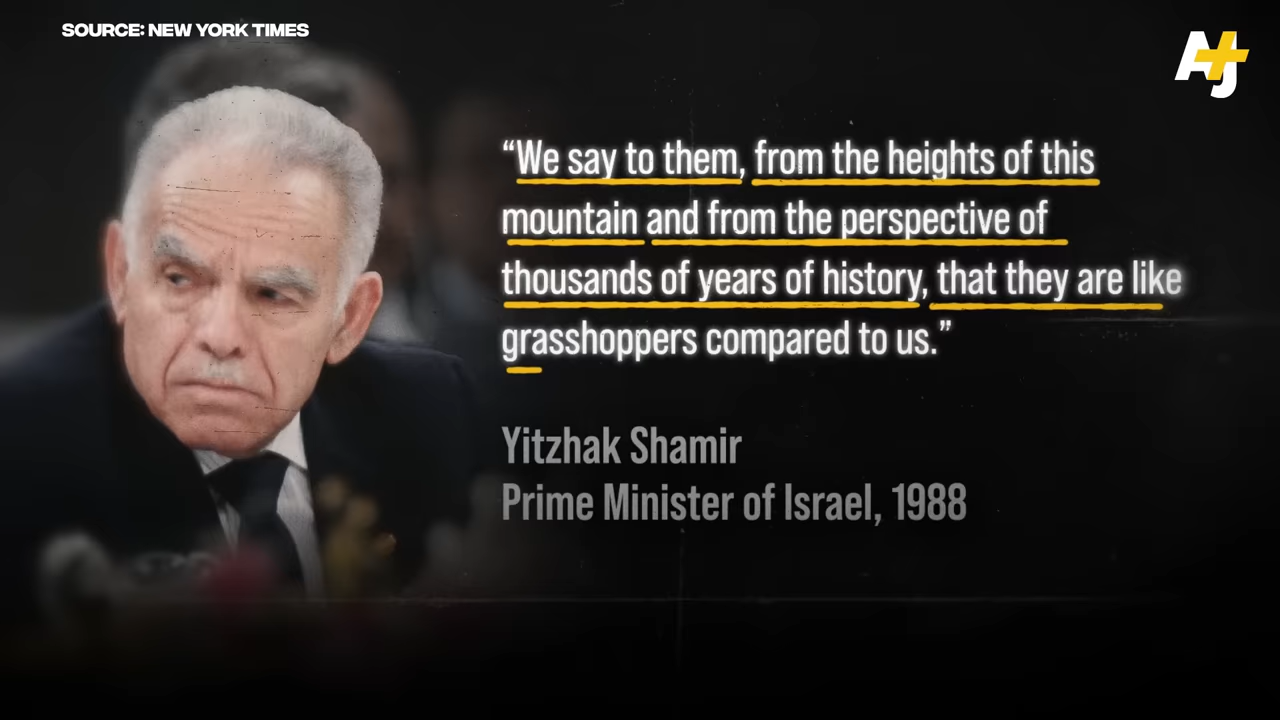 SOURCE: NEW YORK TIMES
AJ+
“We say to them, from the heights of this
mountain and from the perspective of
thousands of years of history, that they are like
grasshoppers compared to us.”
Yitzhak Shamir
Prime Minister of Israel, 1988